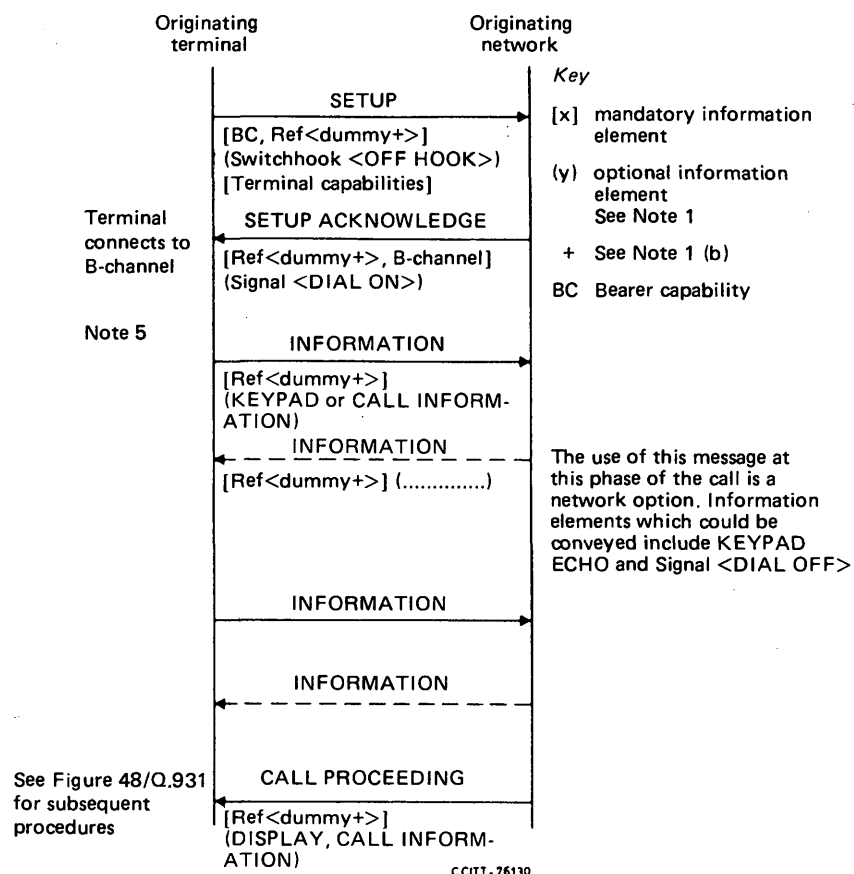 Originating
terminal
Originating
network
Key
SETUP
[BC, Ref<dummy+>]
(Switchhook <OFF HOOK>)
[Terminal capabilities]
[x] mandatory information
element
(y) optional information
element
See Note 1
+ See Note 1 (b)
BC Bearer capability
Terminal
connects to
B-channel
SETUP ACKNOWLEDGE
[Ref<dummy+>, B-channel]
(Signal <DIAL ON>)
Note 5
INFORMATION
[Ref<dummy+>]
(KEYPAD or CALL INFORM-
ATION)
INFORMATION
[Ref<dummy+>] (..............)
The use of this message at
this phase of the call is a
network option. Information
elements which could be
conveyed include KEYPAD
ECHO and Signal <DIAL OFF>
INFORMATION
INFORMATION
See Figure 48/Q.931
for subsequent
procedures
CALL PROCEEDING
[Ref<dummy+>]
(DISPLAY, CALL INFORM-
ATION)
CCITT-76130